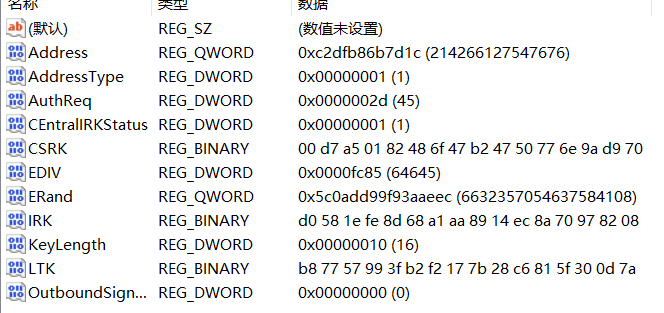 名称 类型 数据
(默认) REG_SZ (数值未设置)
Address REG_QWORD 0xc2dfb86b7d1c (214266127547676)
AddressType REG_DWORD 0x00000001 (1)
AuthReq REG_DWORD 0x0000002d (45)
CEntralIRKStatus REG_DWORD 0x00000001 (1)
CSRK REG_BINARY 00 d7 a5 01 82 48 6f 47 b2 47 50 77 6e 9a d9 70
EDIV REG_DWORD 0x0000fc85 (64645)
ERand REG_QWORD 0x5c0add99f93aaeec (6632357054637584108)
IRK REG_BINARY d0 58 1e fe 8d 68 a1 aa 89 14 ec 8a 70 97 82 08
KeyLength REG_DWORD 0x00000010 (16)
LTK REG_BINARY b8 77 57 99 3f b2 f2 17 7b 28 c6 81 5f 30 0d 7a
OutboundSign... REG_DWORD 0x00000000 (0)